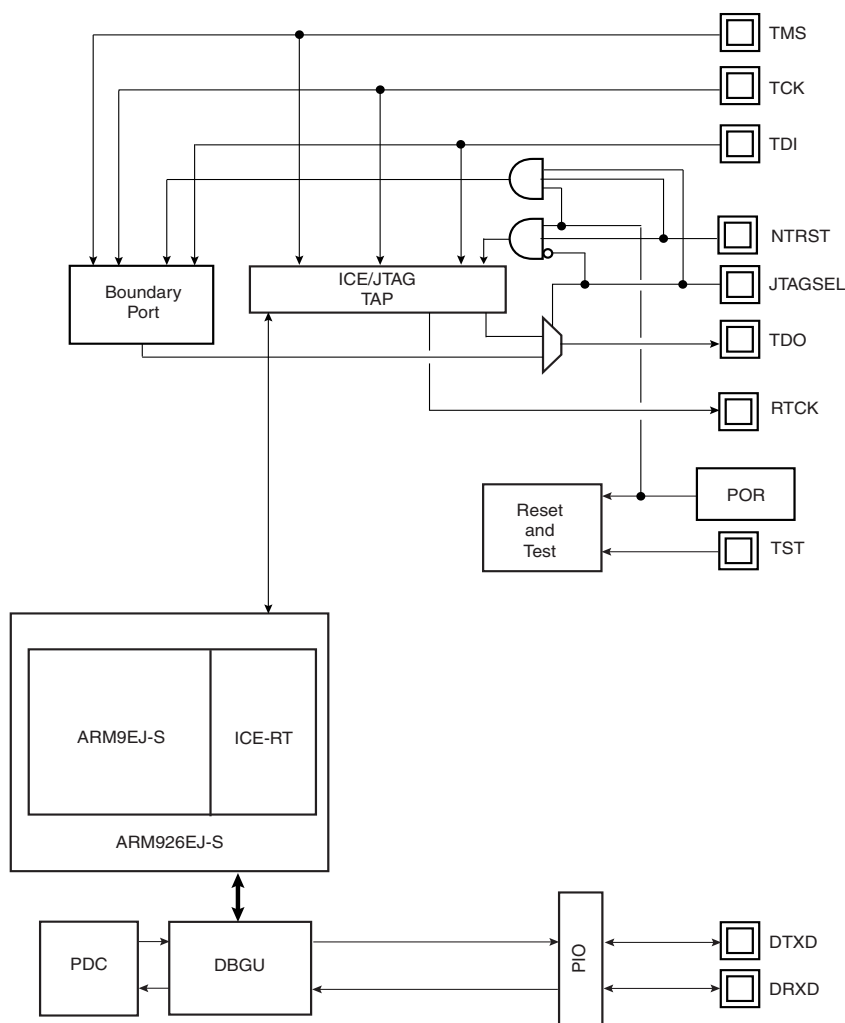 TMS
TCK
TDI
NTRST
JTAGSEL
Boundary
Port
ICE/JTAG
TAP
TDO
RTCK
POR
Reset
and
Test
TST
ARM9EJ-S
ICE-RT
ARM926EJ-S
PDC
DBGU
PIO
DTXD
DRXD